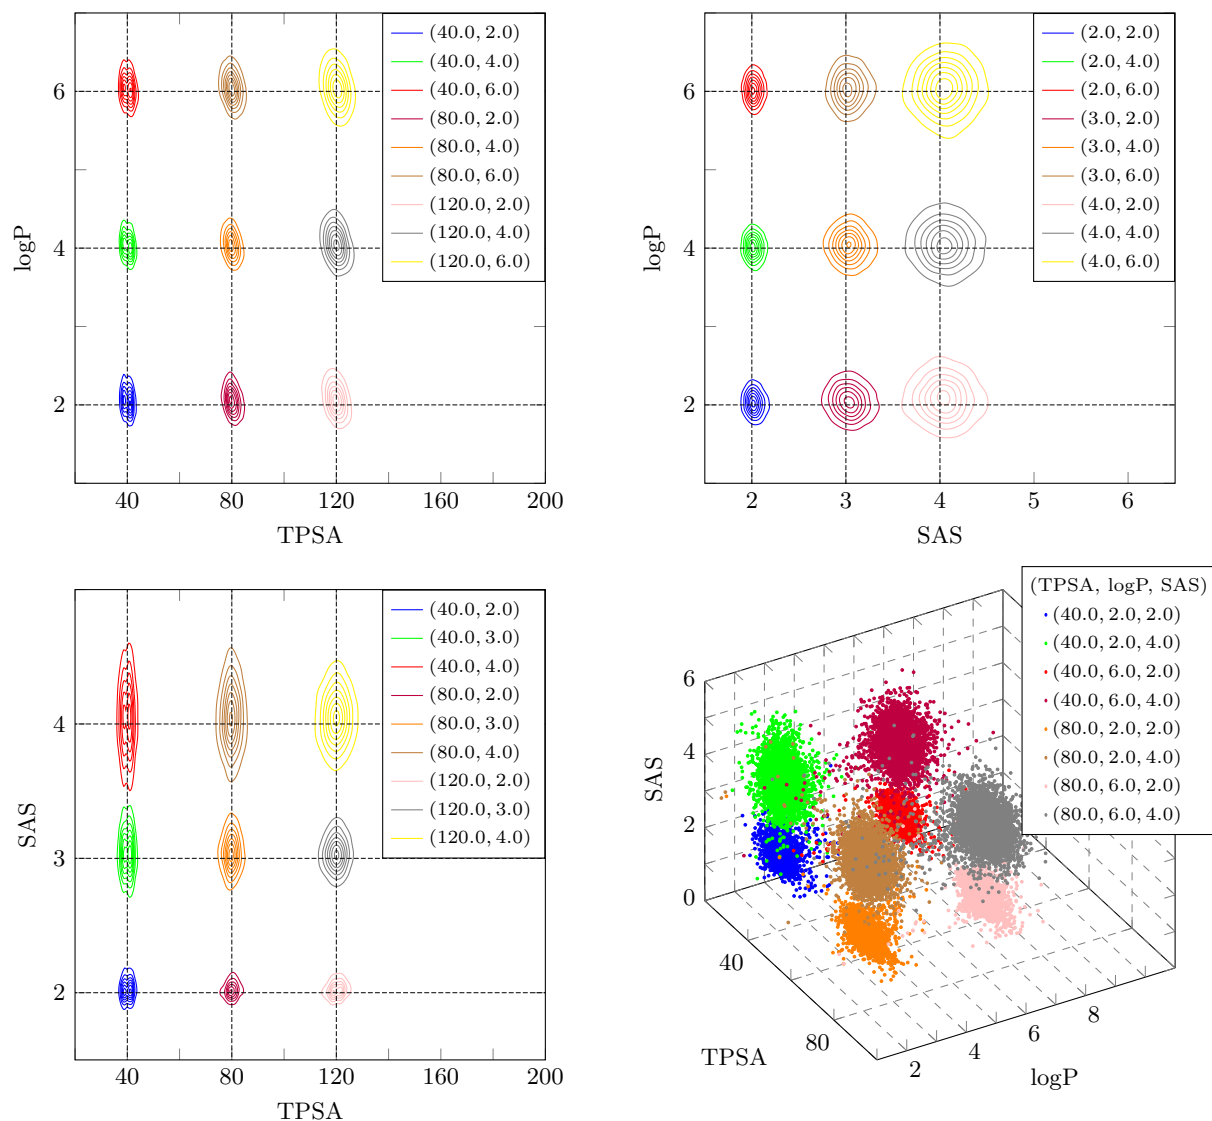 (40.0, 2.0)
(40.0, 4.0)
(40.0, 6.0)
(80.0, 2.0)
(80.0, 4.0)
(80.0, 6.0)
(120.0, 2.0)
(120.0, 4.0)
(120.0, 6.0)
6
4
2
logP
40 80 120 160 200
TPSA
(2.0, 2.0)
(2.0, 4.0)
(2.0, 6.0)
(3.0, 2.0)
(3.0, 4.0)
(3.0, 6.0)
(4.0, 2.0)
(4.0, 4.0)
(4.0, 6.0)
6
4
2
logP
2 3 4 5 6
SAS
(40.0, 2.0)
(40.0, 3.0)
(40.0, 4.0)
(80.0, 2.0)
(80.0, 3.0)
(80.0, 4.0)
(120.0, 2.0)
(120.0, 3.0)
(120.0, 4.0)
4
3
2
SAS
40 80 120 160 200
TPSA
(TPSA, logP, SAS)
(40.0, 2.0, 2.0)
(40.0, 2.0, 4.0)
(40.0, 6.0, 2.0)
(40.0, 6.0, 4.0)
(80.0, 2.0, 2.0)
(80.0, 2.0, 4.0)
(80.0, 6.0, 2.0)
(80.0, 6.0, 4.0)
6
4
2
0
SAS
40
80
TPSA
2 4 6 8
logP